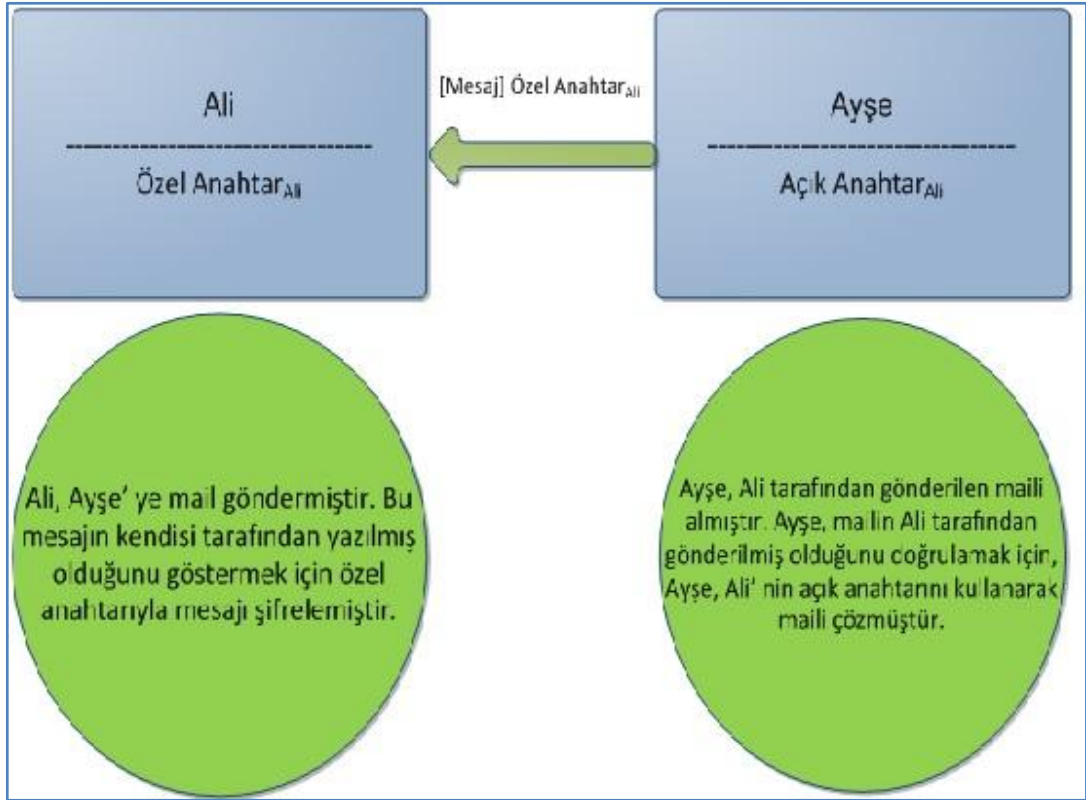 Ali
---------------------------------
Özel AnahtarAli
[Mesaj] Özel AnahtarAli
Ayşe
---------------------------------
Açık AnahtarAli
Ali, Ayşe' ye mail göndermiştir. Bu
mesajın kendisi tarafından yazılmış
olduğunu göstermek için özel
anahtarıyla mesajı şifrelemiştir.
Ayşe, Ali tarafından gönderilen maili
almıştır. Ayşe, mailin Ali tarafından
gönderilmiş olduğunu doğrulamak için,
Ayşe, Ali' nin açık anahtarını kullanarak
maili çözmüştür.